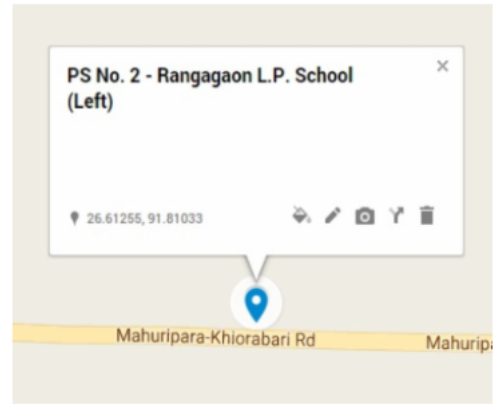 PS No. 2 - Rangagaon L.P. School
(Left)
26.61255, 91.81033
Mahuripara-Khiorabari Rd
Mahuripa